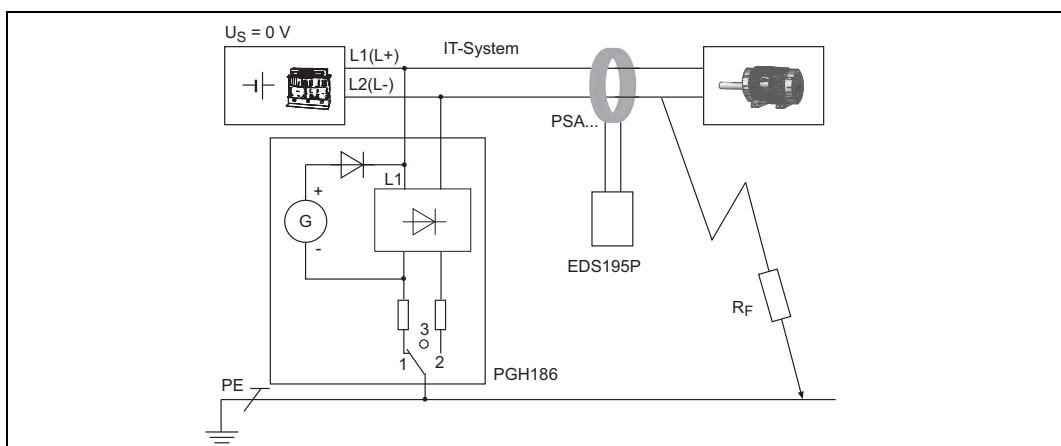 U_S = 0 V
L1(L+)
IT-System
L2(L-)
PSA...
L1
+
G
-
EDS195P
R_F
3
1
2
PGH186
PE